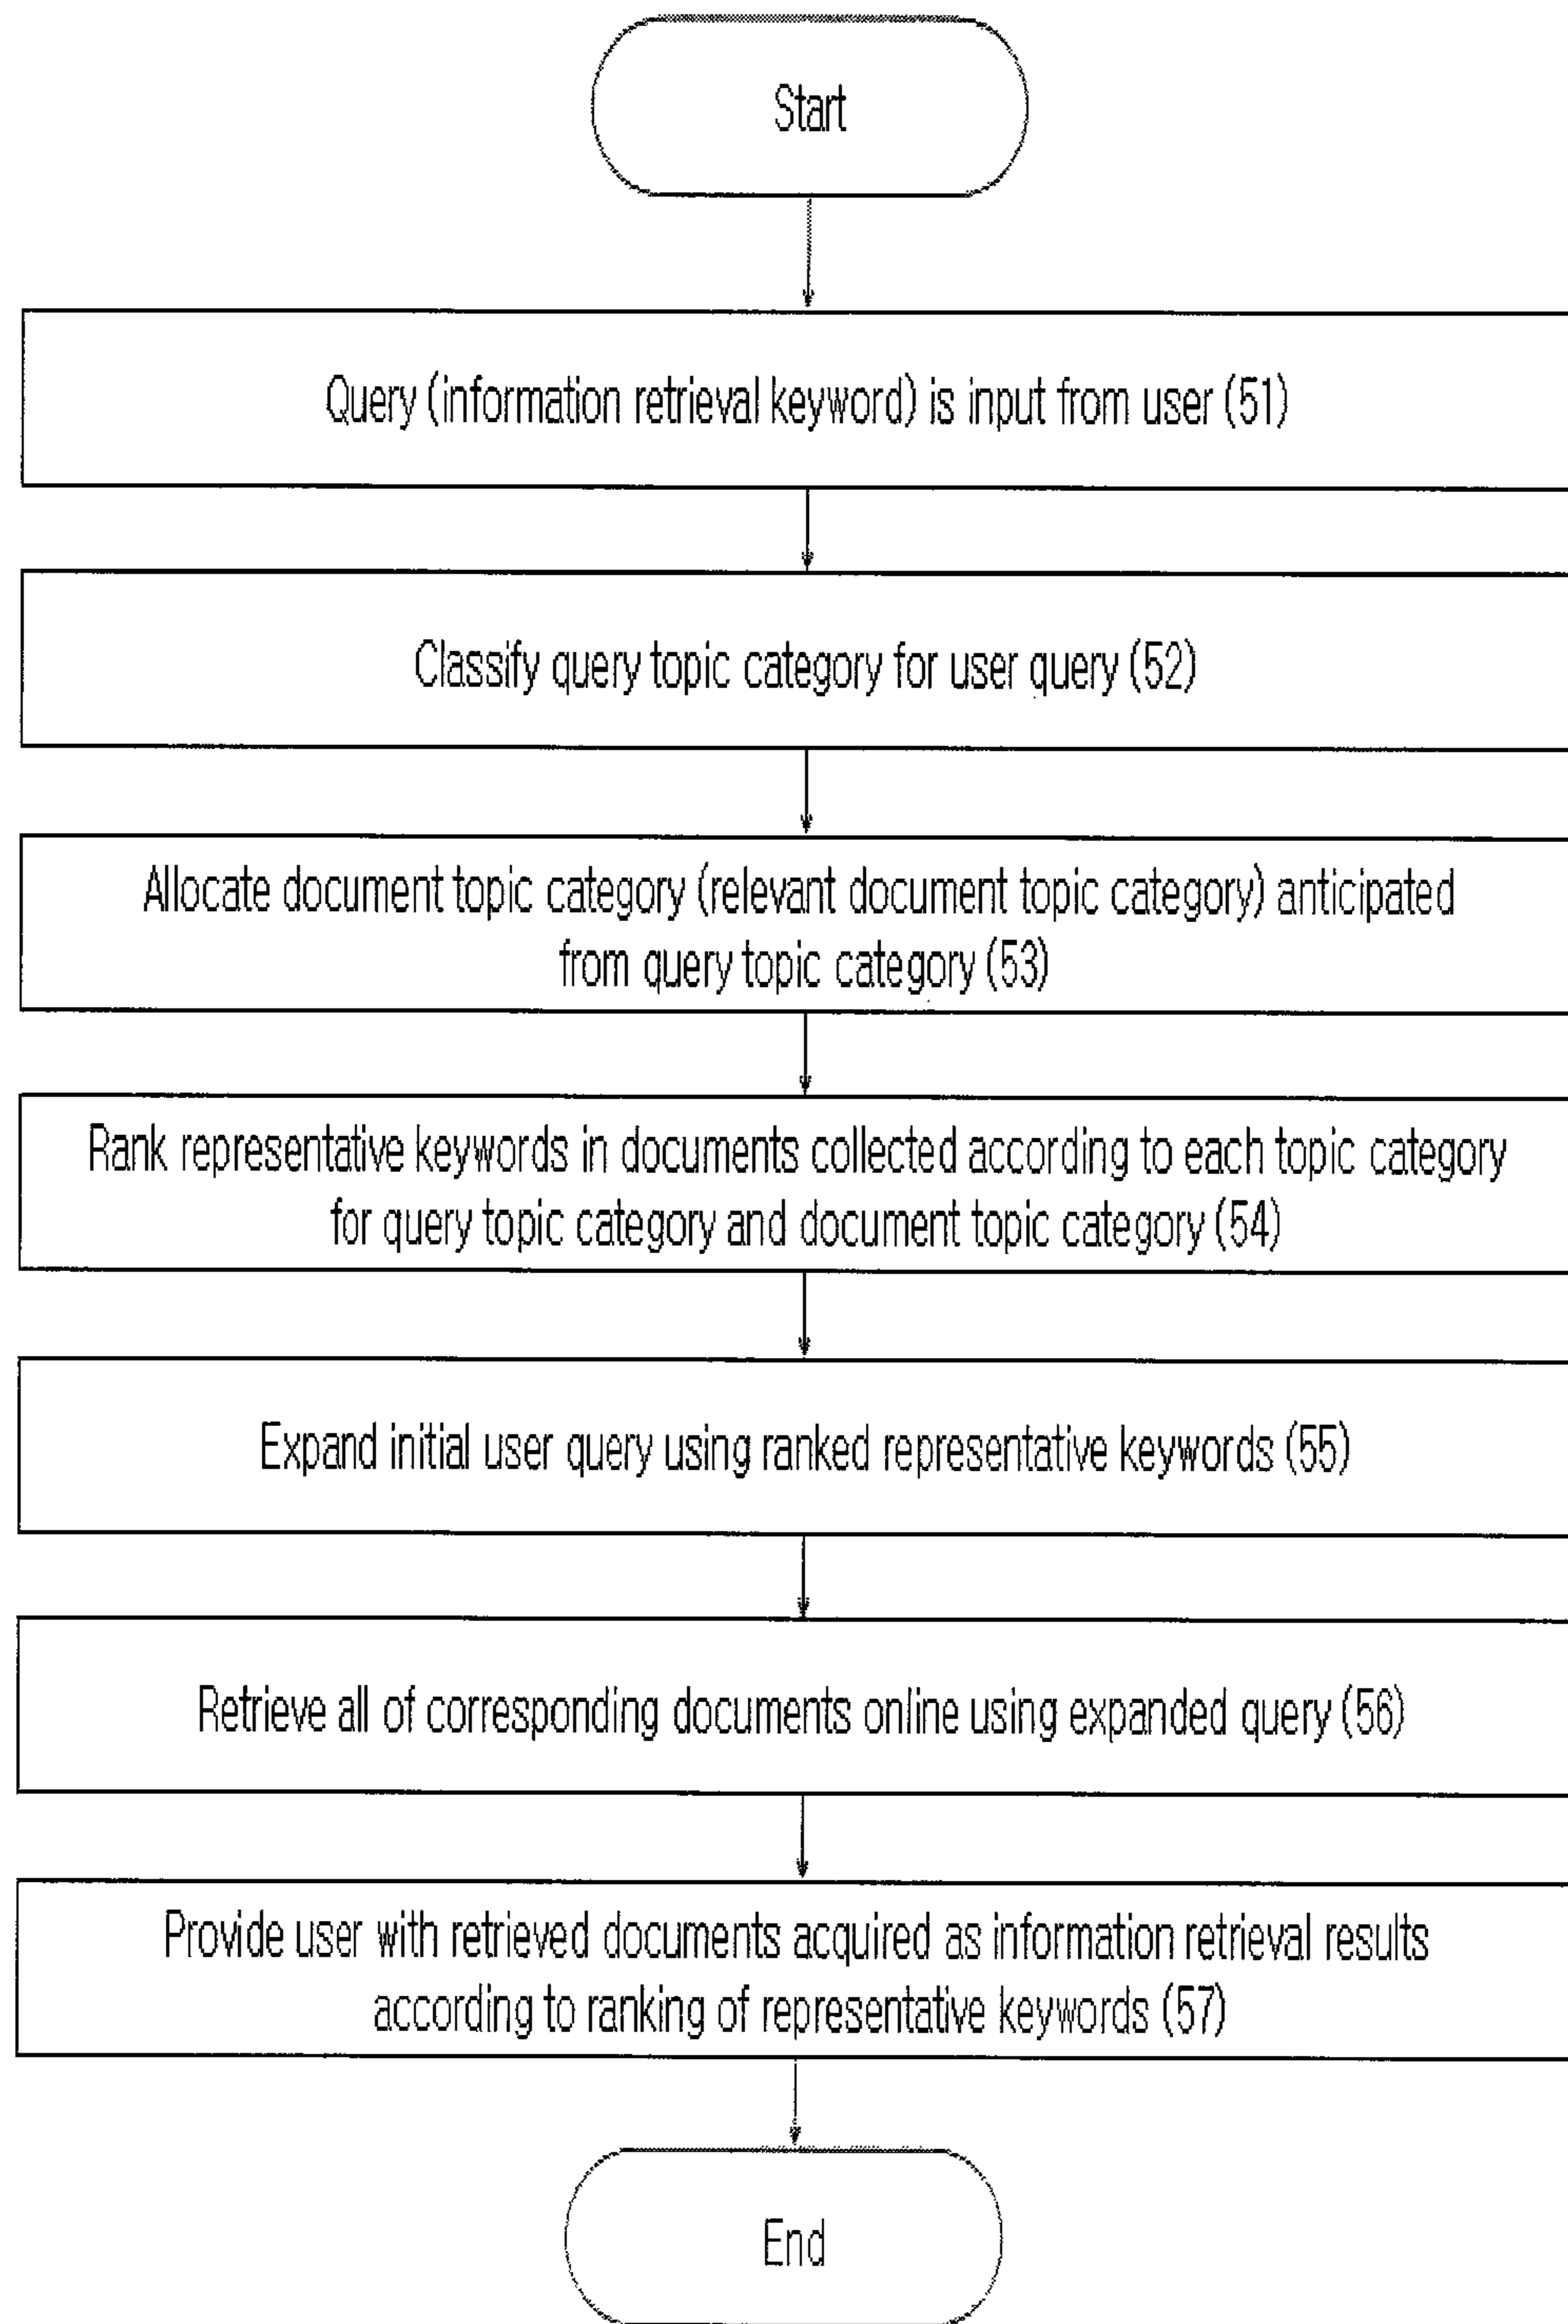 Start
Query (information retrieval keyword) is input from user (51)
Classify query topic category for user query (52)
Allocate document topic category (relevant document topic category) anticipated
from query topic category (53)
Rank representative keywords in documents collected according to each topic category
for query topic category and document topic category (54)
Expand initial user query using ranked representative keywords (55)
Retrieve all of corresponding documents online using expanded query (56)
Provide user with retrieved documents acquired as information retrieval results
according to ranking of representative keywords (57)
End